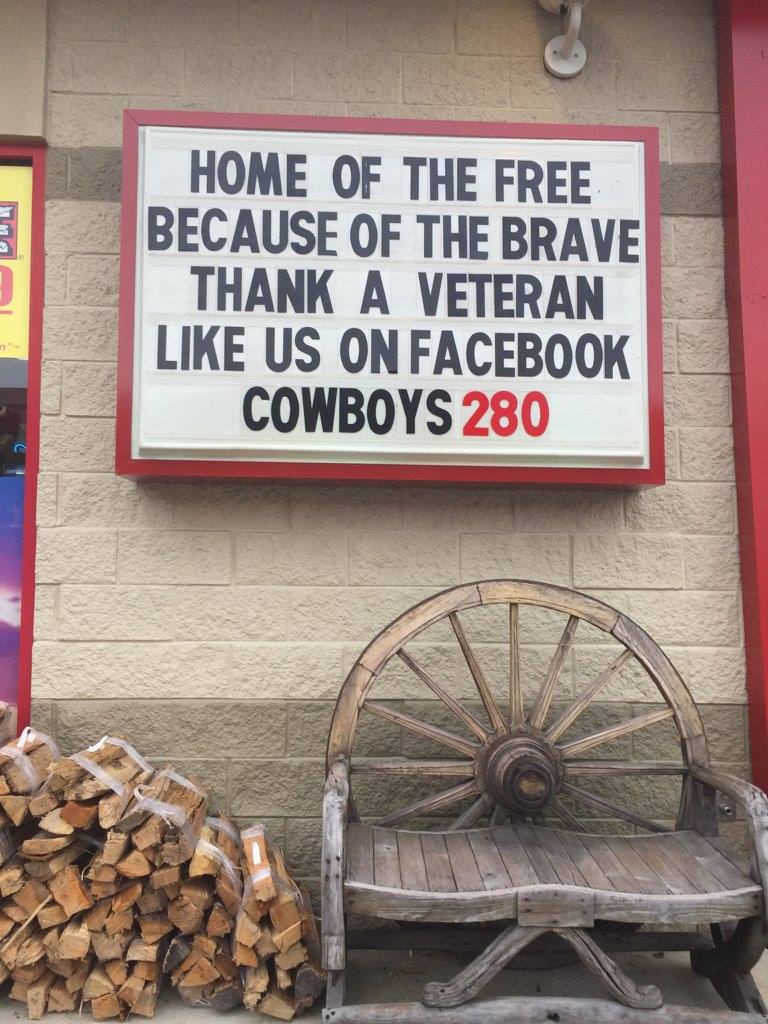 HOME OF THE FREE
BECAUSE OF THE BRAVE
THANK A VETERAN
LIKE US ON FACEBOOK
COWBOYS 280